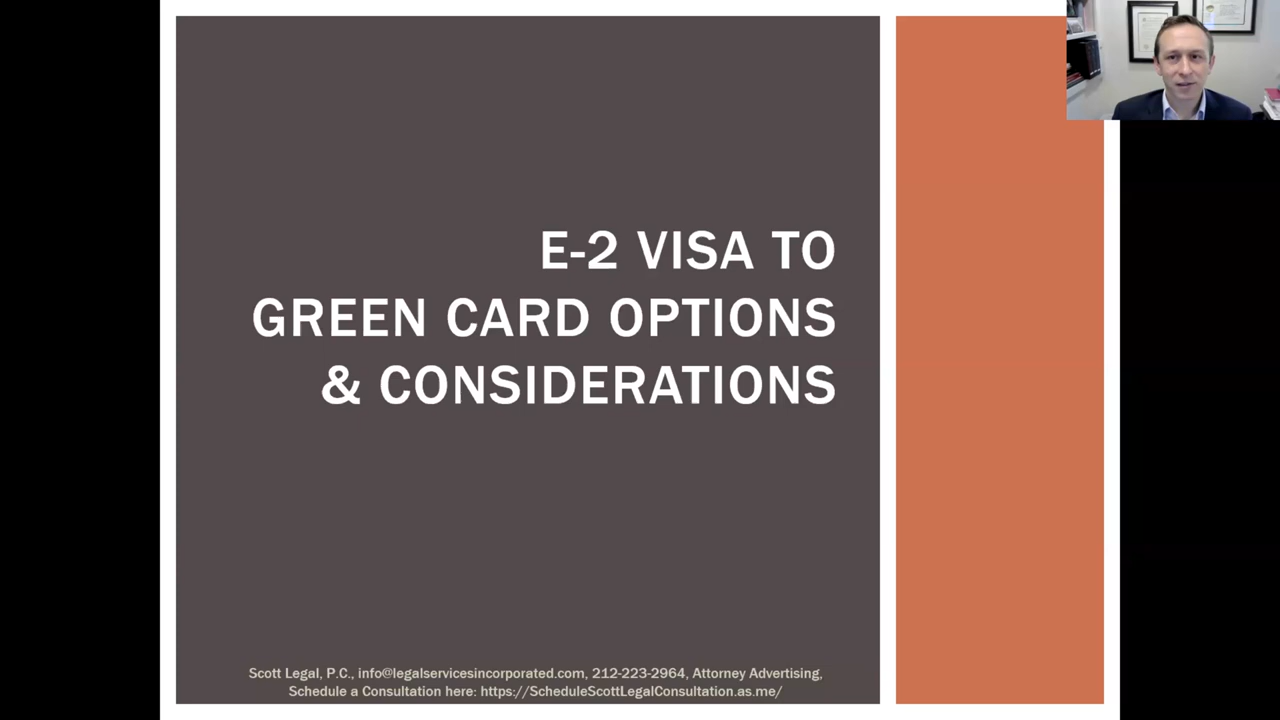 E-2 VISA TO
GREEN CARD OPTIONS
& CONSIDERATIONS
Scott Legal, P.C., info@legalservicesincorporated.com, 212-223-2964, Attorney Advertising,
Schedule a Consultation here: https://ScheduleScottLegalConsultation.as.me/